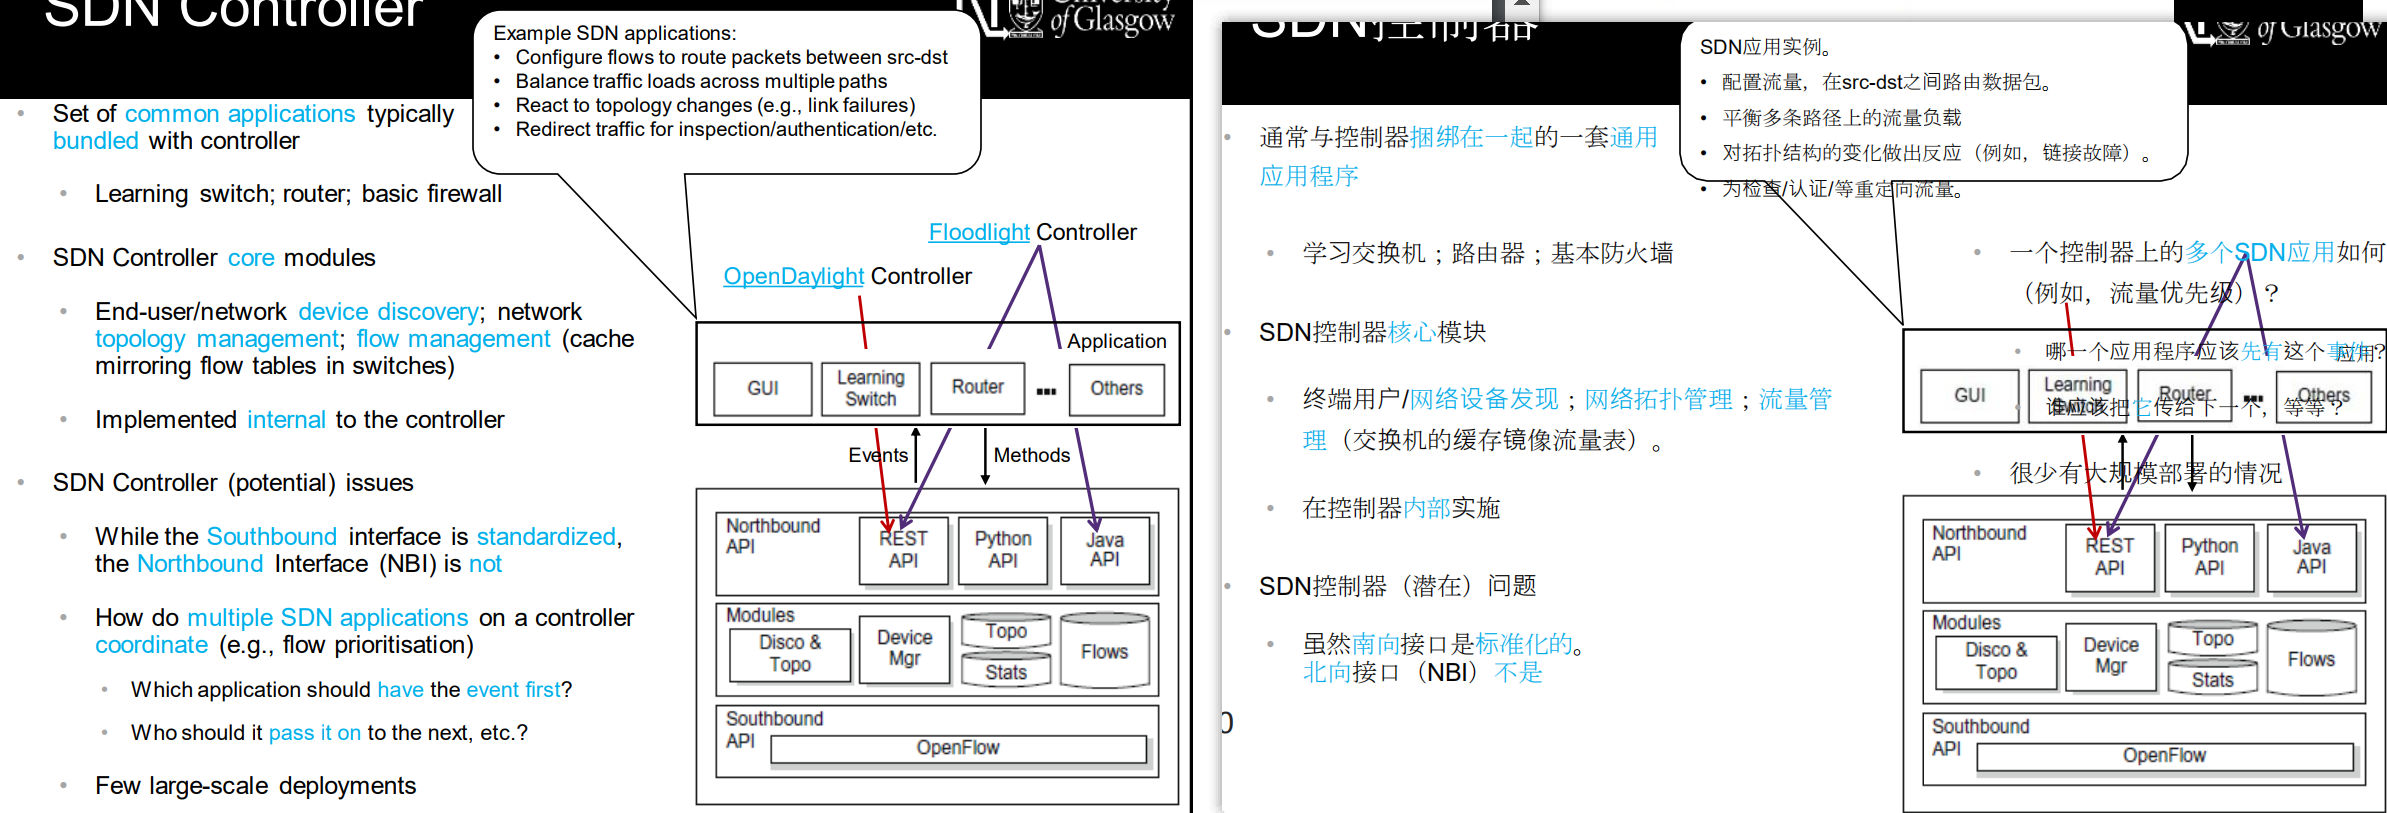 SDN Controller
of Glasgow
Example SDN applications:
• Configure flows to route packets between src-dst
• Balance traffic loads across multiple paths
• React to topology changes (e.g., link failures)
• Redirect traffic for inspection/authentication/etc.
• Set of common applications typically
bundled with controller
• Learning switch; router; basic firewall
• SDN Controller core modules
• End-user/network device discovery; network
topology management; flow management (cache
mirroring flow tables in switches)
• Implemented internal to the controller
• SDN Controller (potential) issues
• While the Southbound interface is standardized,
the Northbound Interface (NBI) is not
• How do multiple SDN applications on a controller
coordinate (e.g., flow prioritisation)
• Which application should have the event first?
• Who should it pass it on to the next, etc.?
• Few large-scale deployments
Floodlight Controller
OpenDaylight Controller
Application
GUI
Learning
Switch
Router
...
Others
Events
Methods
Northbound
API
REST
API
Python
API
Java
API
Modules
Disco &
Topo
Device
Mgr
Topo
Stats
Flows
Southbound
API
OpenFlow
SDN控制器
of Glasgow
SDN应用实例。
• 配置流量，在src-dst之间路由数据包。
• 平衡多条路径上的流量负载
• 对拓扑结构的变化做出反应（例如，链接故障）。
• 为检查/认证/等重定向流量。
• 通常与控制器捆绑在一起的一套通用
应用程序
• 学习交换机；路由器；基本防火墙
• SDN控制器核心模块
• 终端用户/网络设备发现；网络拓扑管理；流量管
理（交换机的缓存镜像流量表）。
• 在控制器内部实施
• SDN控制器（潜在）问题
• 虽然南向接口是标准化的。
北向接口（NBI）不是
0
• 一个控制器上的多个SDN应用如何
（例如，流量优先级）？
• 哪一个应用程序应该先有这个事件？
应用
GUI
Learning
Switch
Router
...
Others
• 谁应该把它传给下一个，等等？
• 很少有大规模部署的情况
Northbound
API
REST
API
Python
API
Java
API
Modules
Disco &
Topo
Device
Mgr
Topo
Stats
Flows
Southbound
API
OpenFlow